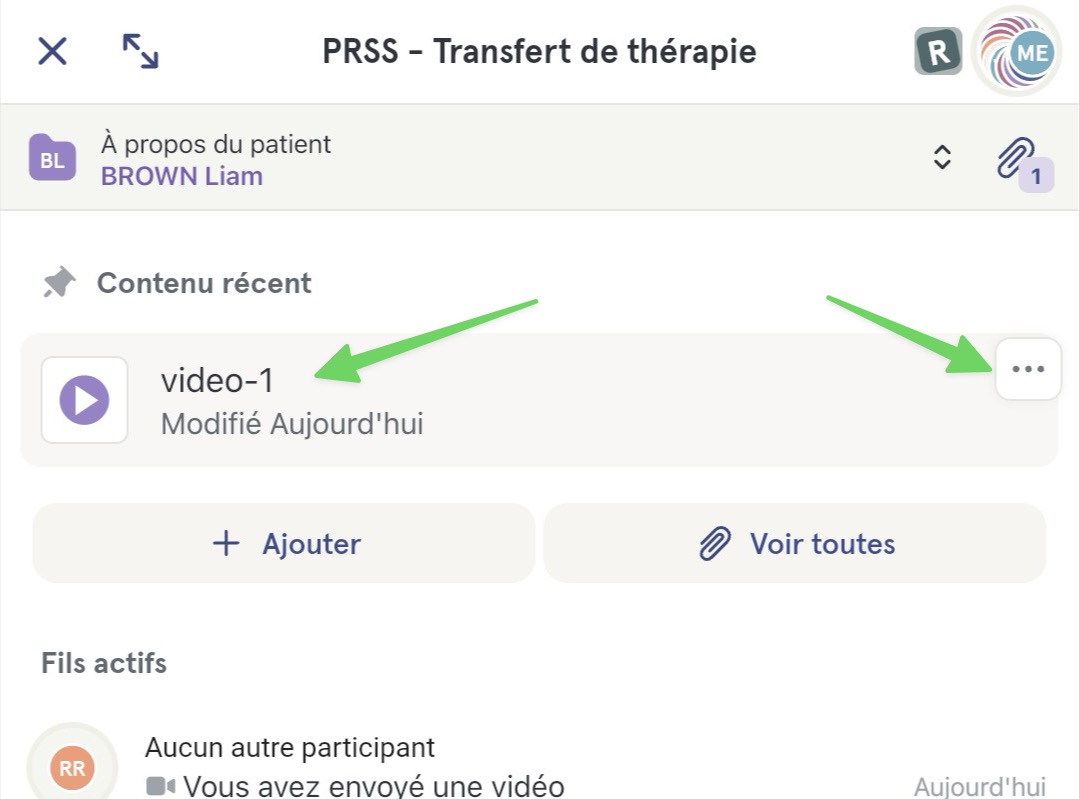 PRSS - Transfert de thérapie
R
ME
BL
À propos du patient
BROWN Liam
1
Contenu récent
video-1
Modifié Aujourd'hui
+ Ajouter
Voir toutes
Fils actifs
RR
Aucun autre participant
Vous avez envoyé une vidéo
Aujourd'hui